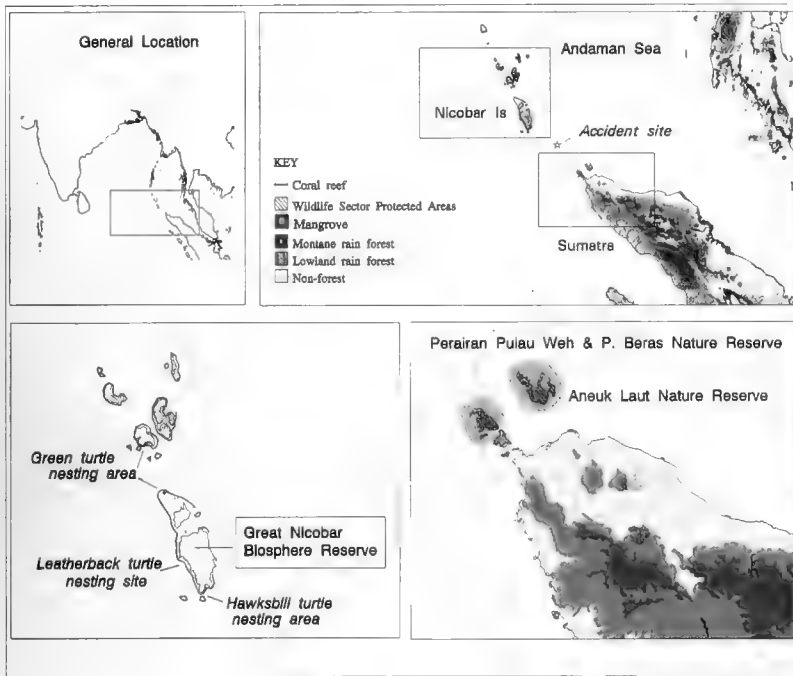 General Location
Andaman Sea
Nicobar Is
Accident site
KEY
Coral reef
Wildlife Sector Protected Areas
Mangrove
Montane rain forest
Lowland rain forest
Non-forest
Sumatra
Green turtle
nesting area
Great Nicobar
Biosphere Reserve
Leatherback turtle
nesting site
Hawksbill turtle
nesting area
Perairan Pulau Weh & P. Beras Nature Reserve
Aneuk Laut Nature Reserve